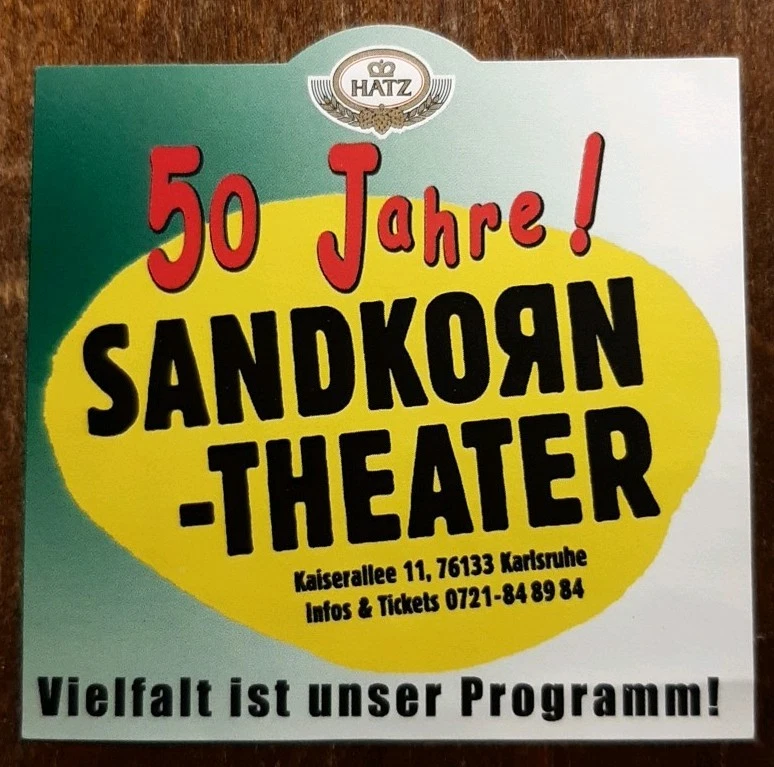 HATZ
50 Jahre!
SANDKORN
-THEATER
Kaiserallee 11, 76133 Karlsruhe
Infos & Tickets 0721-84 89 84
Vielfalt ist unser Programm!